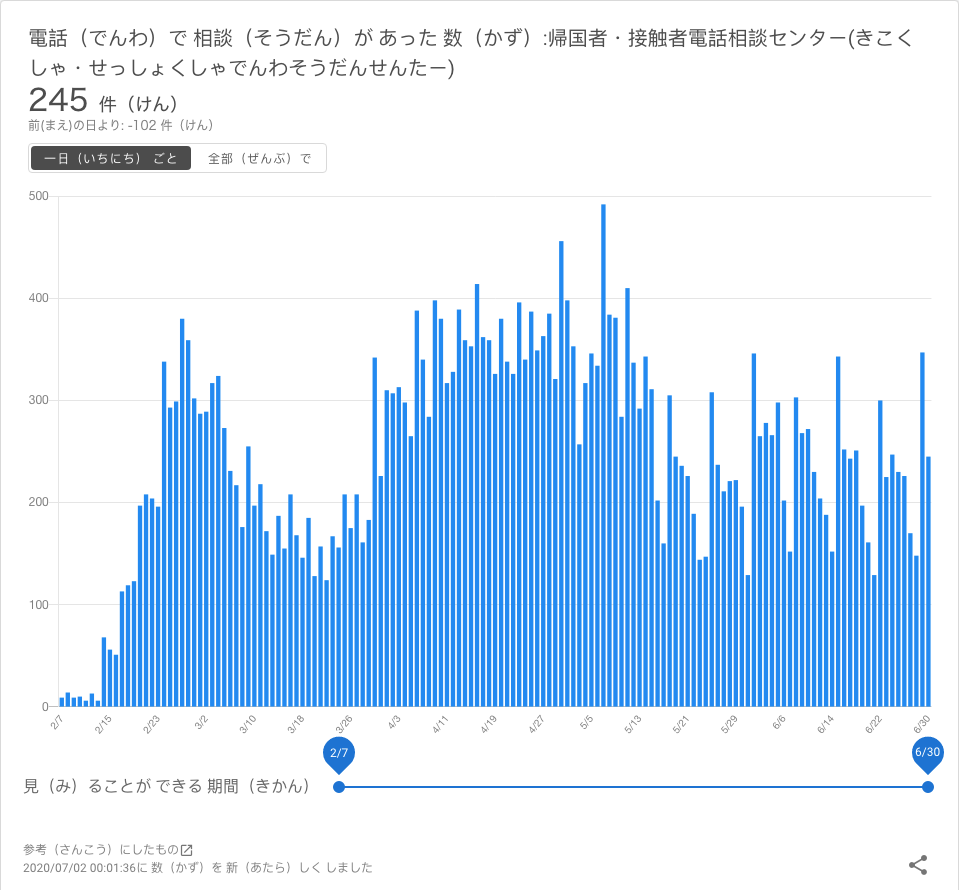 電話（でんわ）で 相談（そうだん）が あった 数（かず）:帰国者・接触者電話相談センター(きこく
しゃ・せっしょくしゃでんわそうだんせんたー)
245 件（けん）
前(まえ)の日より: -102 件（けん）
一日（いちにち） ごと 全部（ぜんぶ）で
500
400
300
200
100
0
2/7 2/15 2/23 3/2 3/10 3/18 3/26 4/3 4/11 4/19 4/27 5/5 5/13 5/21 5/29 6/6 6/14 6/22 6/30
2/7 6/30
見（み）ることが できる 期間（きかん）
参考（さんこう）にしたもの
2020/07/02 00:01:36に 数（かず）を 新（あたら）しく しました